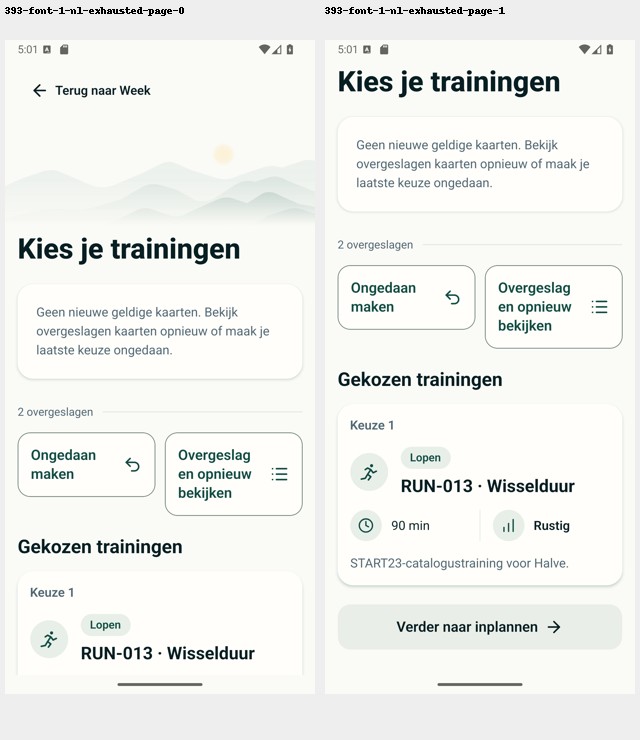 393-font-1-nl-exhausted-page-0
5:01
Terug naar Week
Kies je trainingen
Geen nieuwe geldige kaarten. Bekijk
overgeslagen kaarten opnieuw of maak je
laatste keuze ongedaan.
2 overgeslagen
Ongedaan
maken
Overgeslag
en opnieuw
bekijken
Gekozen trainingen
Keuze 1
Lopen
RUN-013 · Wisselduur
393-font-1-nl-exhausted-page-1
5:01
Kies je trainingen
Geen nieuwe geldige kaarten. Bekijk
overgeslagen kaarten opnieuw of maak je
laatste keuze ongedaan.
2 overgeslagen
Ongedaan
maken
Overgeslag
en opnieuw
bekijken
Gekozen trainingen
Keuze 1
Lopen
RUN-013 · Wisselduur
90 min
Rustig
START23-catalogustraining voor Halve.
Verder naar inplannen